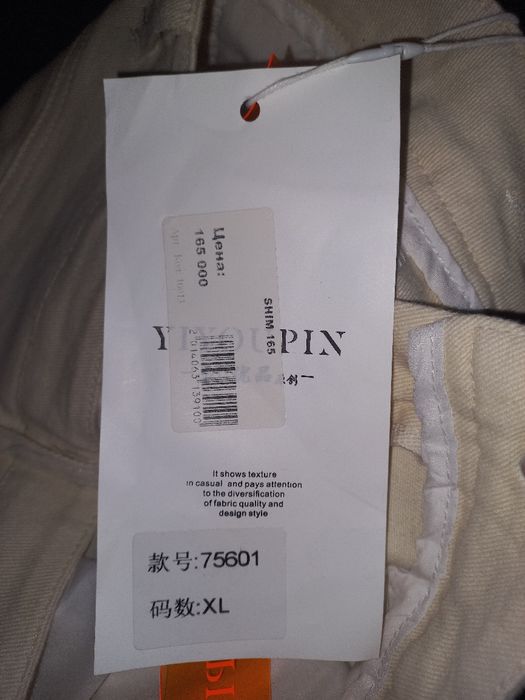 Цена:
165 000
SHIM 165
YIYOUPIN
It shows texture
in casual and pays attention
to the diversification
of fabric quality and
design style
款号:75601
码数:XL